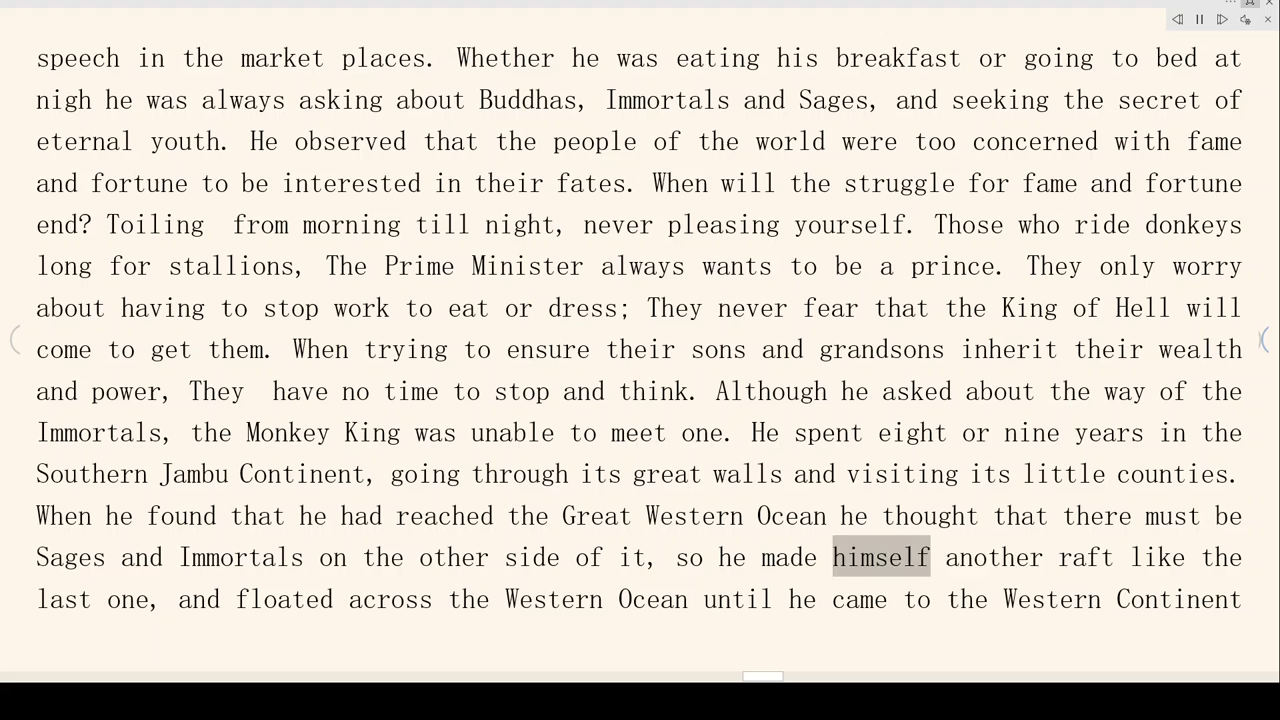 speech in the market places. Whether he was eating his breakfast or going to bed at
nigh he was always asking about Buddhas, Immortals and Sages, and seeking the secret of
eternal youth. He observed that the people of the world were too concerned with fame
and fortune to be interested in their fates. When will the struggle for fame and fortune
end? Toiling from morning till night, never pleasing yourself. Those who ride donkeys
long for stallions, The Prime Minister always wants to be a prince. They only worry
about having to stop work to eat or dress; They never fear that the King of Hell will
come to get them. When trying to ensure their sons and grandsons inherit their wealth
and power, They have no time to stop and think. Although he asked about the way of the
Immortals, the Monkey King was unable to meet one. He spent eight or nine years in the
Southern Jambu Continent, going through its great walls and visiting its little counties.
When he found that he had reached the Great Western Ocean he thought that there must be
Sages and Immortals on the other side of it, so he made himself another raft like the
last one, and floated across the Western Ocean until he came to the Western Continent